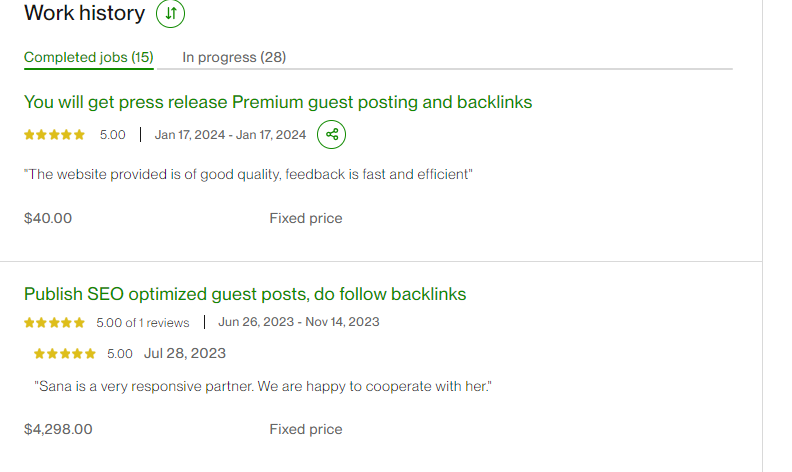 Work history
Completed jobs (15) In progress (28)
You will get press release Premium guest posting and backlinks
5.00 Jan 17, 2024 - Jan 17, 2024
"The website provided is of good quality, feedback is fast and efficient"
$40.00 Fixed price
Publish SEO optimized guest posts, do follow backlinks
5.00 of 1 reviews Jun 26, 2023 - Nov 14, 2023
5.00 Jul 28, 2023
"Sana is a very responsive partner. We are happy to cooperate with her."
$4,298.00 Fixed price